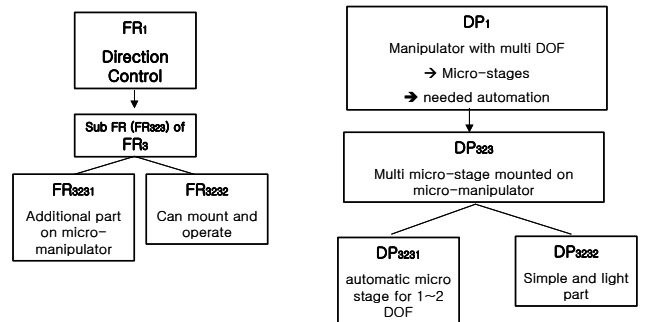 FR1
Direction
Control
Sub FR (FR323) of
FR3
FR3231
Additional part
on micro-
manipulator
FR3232
Can mount and
operate
DP1
Manipulator with multi DOF
→ Micro-stages
➔ needed automation
DP323
Multi micro-stage mounted on
micro-manipulator
DP3231
automatic micro
stage for 1~2
DOF
DP3232
Simple and light
part